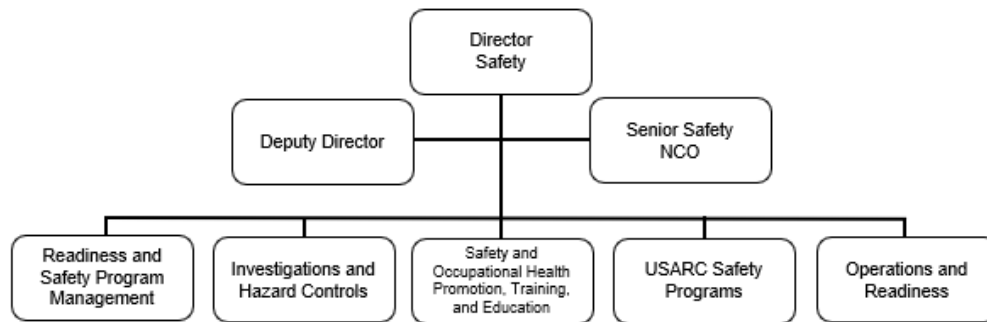 Director
Safety
Deputy Director
Senior Safety
NCO
Readiness and
Safety Program
Management
Investigations and
Hazard Controls
Safety and
Occupational Health
Promotion, Training,
and Education
USARC Safety
Programs
Operations and
Readiness